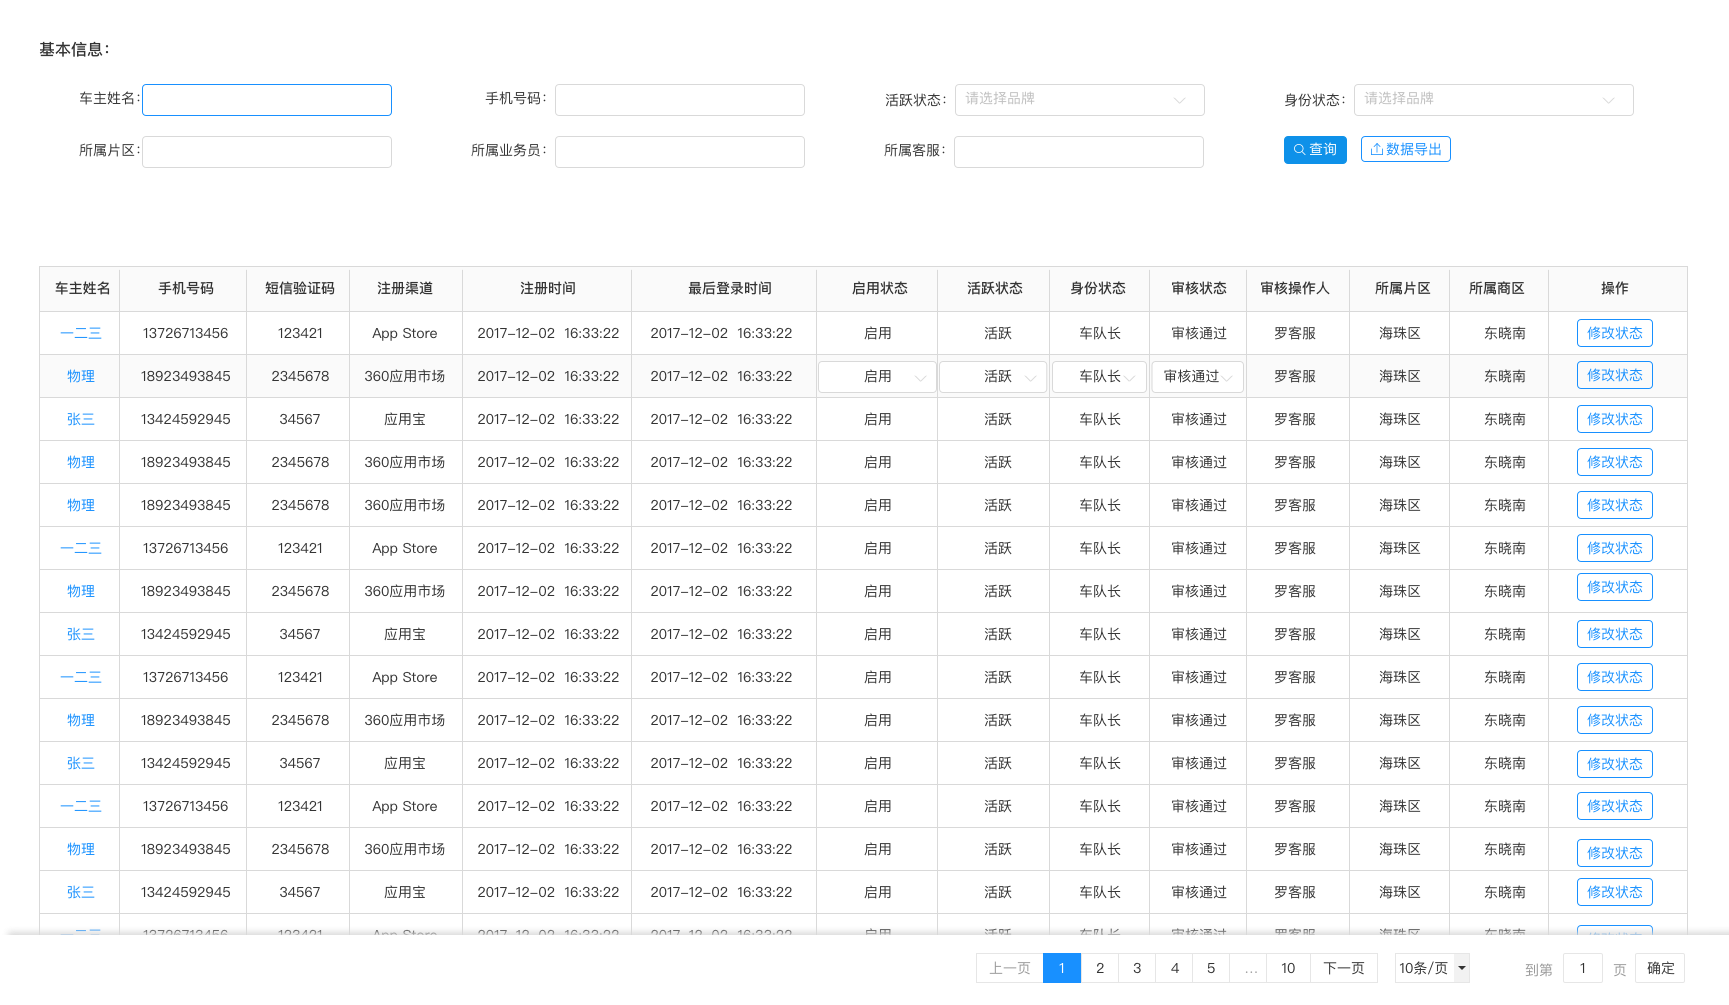 基本信息：
车主姓名: 手机号码: 活跃状态: 请选择品牌 身份状态: 请选择品牌
所属片区: 所属业务员: 所属客服: 查询 数据导出
车主姓名 手机号码 短信验证码 注册渠道 注册时间 最后登录时间 启用状态 活跃状态 身份状态 审核状态 审核操作人 所属片区 所属商区 操作
一二三 13726713456 123421 App Store 2017-12-02 16:33:22 2017-12-02 16:33:22 启用 活跃 车队长 审核通过 罗客服 海珠区 东晓南 修改状态
物理 18923493845 2345678 360应用市场 2017-12-02 16:33:22 2017-12-02 16:33:22 启用 活跃 车队长 审核通过 罗客服 海珠区 东晓南 修改状态
张三 13424592945 34567 应用宝 2017-12-02 16:33:22 2017-12-02 16:33:22 启用 活跃 车队长 审核通过 罗客服 海珠区 东晓南 修改状态
物理 18923493845 2345678 360应用市场 2017-12-02 16:33:22 2017-12-02 16:33:22 启用 活跃 车队长 审核通过 罗客服 海珠区 东晓南 修改状态
物理 18923493845 2345678 360应用市场 2017-12-02 16:33:22 2017-12-02 16:33:22 启用 活跃 车队长 审核通过 罗客服 海珠区 东晓南 修改状态
一二三 13726713456 123421 App Store 2017-12-02 16:33:22 2017-12-02 16:33:22 启用 活跃 车队长 审核通过 罗客服 海珠区 东晓南 修改状态
物理 18923493845 2345678 360应用市场 2017-12-02 16:33:22 2017-12-02 16:33:22 启用 活跃 车队长 审核通过 罗客服 海珠区 东晓南 修改状态
张三 13424592945 34567 应用宝 2017-12-02 16:33:22 2017-12-02 16:33:22 启用 活跃 车队长 审核通过 罗客服 海珠区 东晓南 修改状态
一二三 13726713456 123421 App Store 2017-12-02 16:33:22 2017-12-02 16:33:22 启用 活跃 车队长 审核通过 罗客服 海珠区 东晓南 修改状态
物理 18923493845 2345678 360应用市场 2017-12-02 16:33:22 2017-12-02 16:33:22 启用 活跃 车队长 审核通过 罗客服 海珠区 东晓南 修改状态
张三 13424592945 34567 应用宝 2017-12-02 16:33:22 2017-12-02 16:33:22 启用 活跃 车队长 审核通过 罗客服 海珠区 东晓南 修改状态
一二三 13726713456 123421 App Store 2017-12-02 16:33:22 2017-12-02 16:33:22 启用 活跃 车队长 审核通过 罗客服 海珠区 东晓南 修改状态
物理 18923493845 2345678 360应用市场 2017-12-02 16:33:22 2017-12-02 16:33:22 启用 活跃 车队长 审核通过 罗客服 海珠区 东晓南 修改状态
张三 13424592945 34567 应用宝 2017-12-02 16:33:22 2017-12-02 16:33:22 启用 活跃 车队长 审核通过 罗客服 海珠区 东晓南 修改状态
上一页 1 2 3 4 5 ... 10 下一页 10条/页 到第 1 页 确定